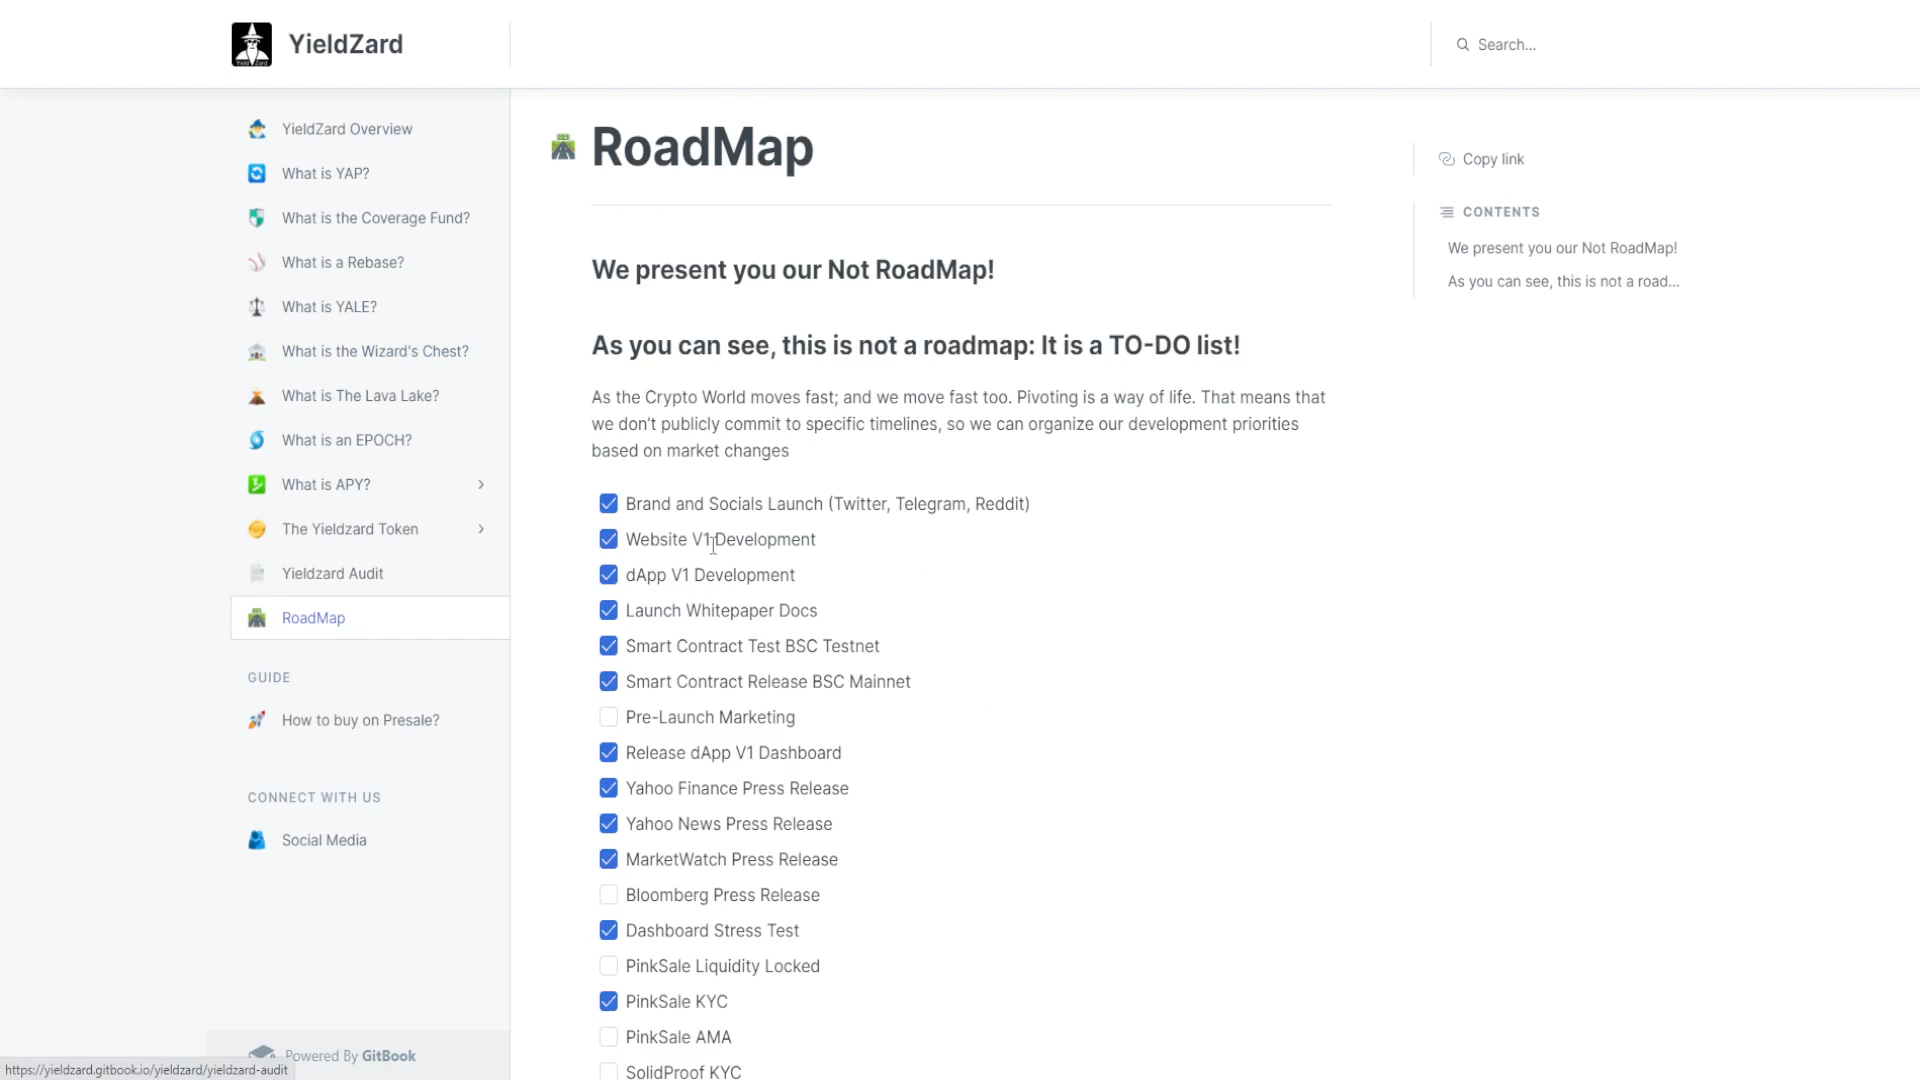 YieldZard
Search...
YieldZard Overview
What is YAP?
What is the Coverage Fund?
What is a Rebase?
What is YALE?
What is the Wizard's Chest?
What is The Lava Lake?
What is an EPOCH?
What is APY?
The Yieldzard Token
Yieldzard Audit
RoadMap
GUIDE
How to buy on Presale?
CONNECT WITH US
Social Media
Powered By GitBook
https://yieldzard.gitbook.io/yieldzard/yieldzard-audit
RoadMap
We present you our Not RoadMap!
As you can see, this is not a roadmap: It is a TO-DO list!
As the Crypto World moves fast; and we move fast too. Pivoting is a way of life. That means that
we don’t publicly commit to specific timelines, so we can organize our development priorities
based on market changes
Brand and Socials Launch (Twitter, Telegram, Reddit)
Website V1 Development
dApp V1 Development
Launch Whitepaper Docs
Smart Contract Test BSC Testnet
Smart Contract Release BSC Mainnet
Pre-Launch Marketing
Release dApp V1 Dashboard
Yahoo Finance Press Release
Yahoo News Press Release
MarketWatch Press Release
Bloomberg Press Release
Dashboard Stress Test
PinkSale Liquidity Locked
PinkSale KYC
PinkSale AMA
SolidProof KYC
Copy link
CONTENTS
We present you our Not RoadMap!
As you can see, this is not a road...